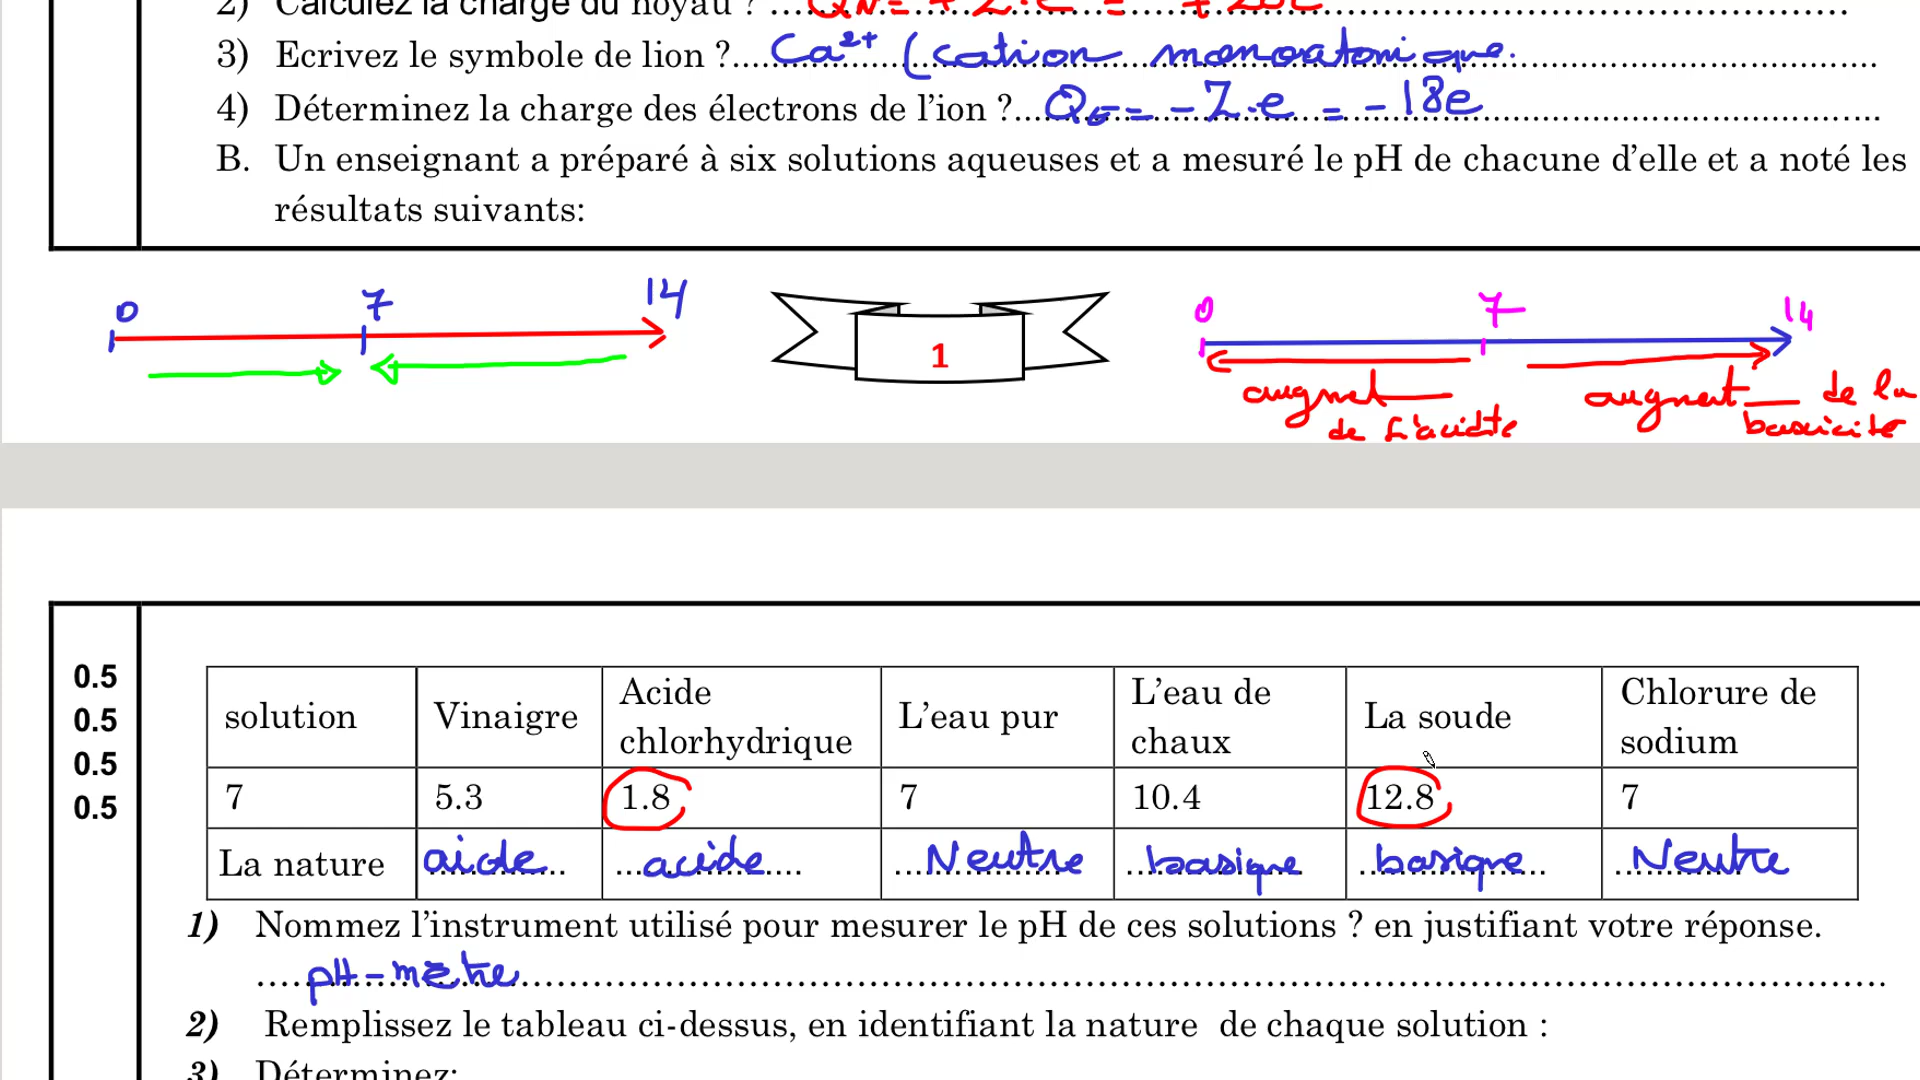 2) Calculez la charge du noyau ?... QN = + Z.e = + 20e
3) Ecrivez le symbole de lion ?... Ca2+ (cation monoatomique.
4) Déterminez la charge des électrons de l'ion ?... Qe = - Z.e = - 18e
B. Un enseignant a préparé à six solutions aqueuses et a mesuré le pH de chacune d'elle et a noté les
résultats suivants:
0 7 14
1
0 7 14
augmet de l'acidite
augment de la
basicité
0.5
0.5
0.5
0.5
solution Vinaigre Acide chlorhydrique L'eau pur L'eau de chaux La soude Chlorure de sodium
7 5.3 1.8 7 10.4 12.8 7
La nature aicde acide Neutre basique basique Neutre
1) Nommez l'instrument utilisé pour mesurer le pH de ces solutions ? en justifiant votre réponse.
pH-mètre
2) Remplissez le tableau ci-dessus, en identifiant la nature de chaque solution :
3) Déterminez: